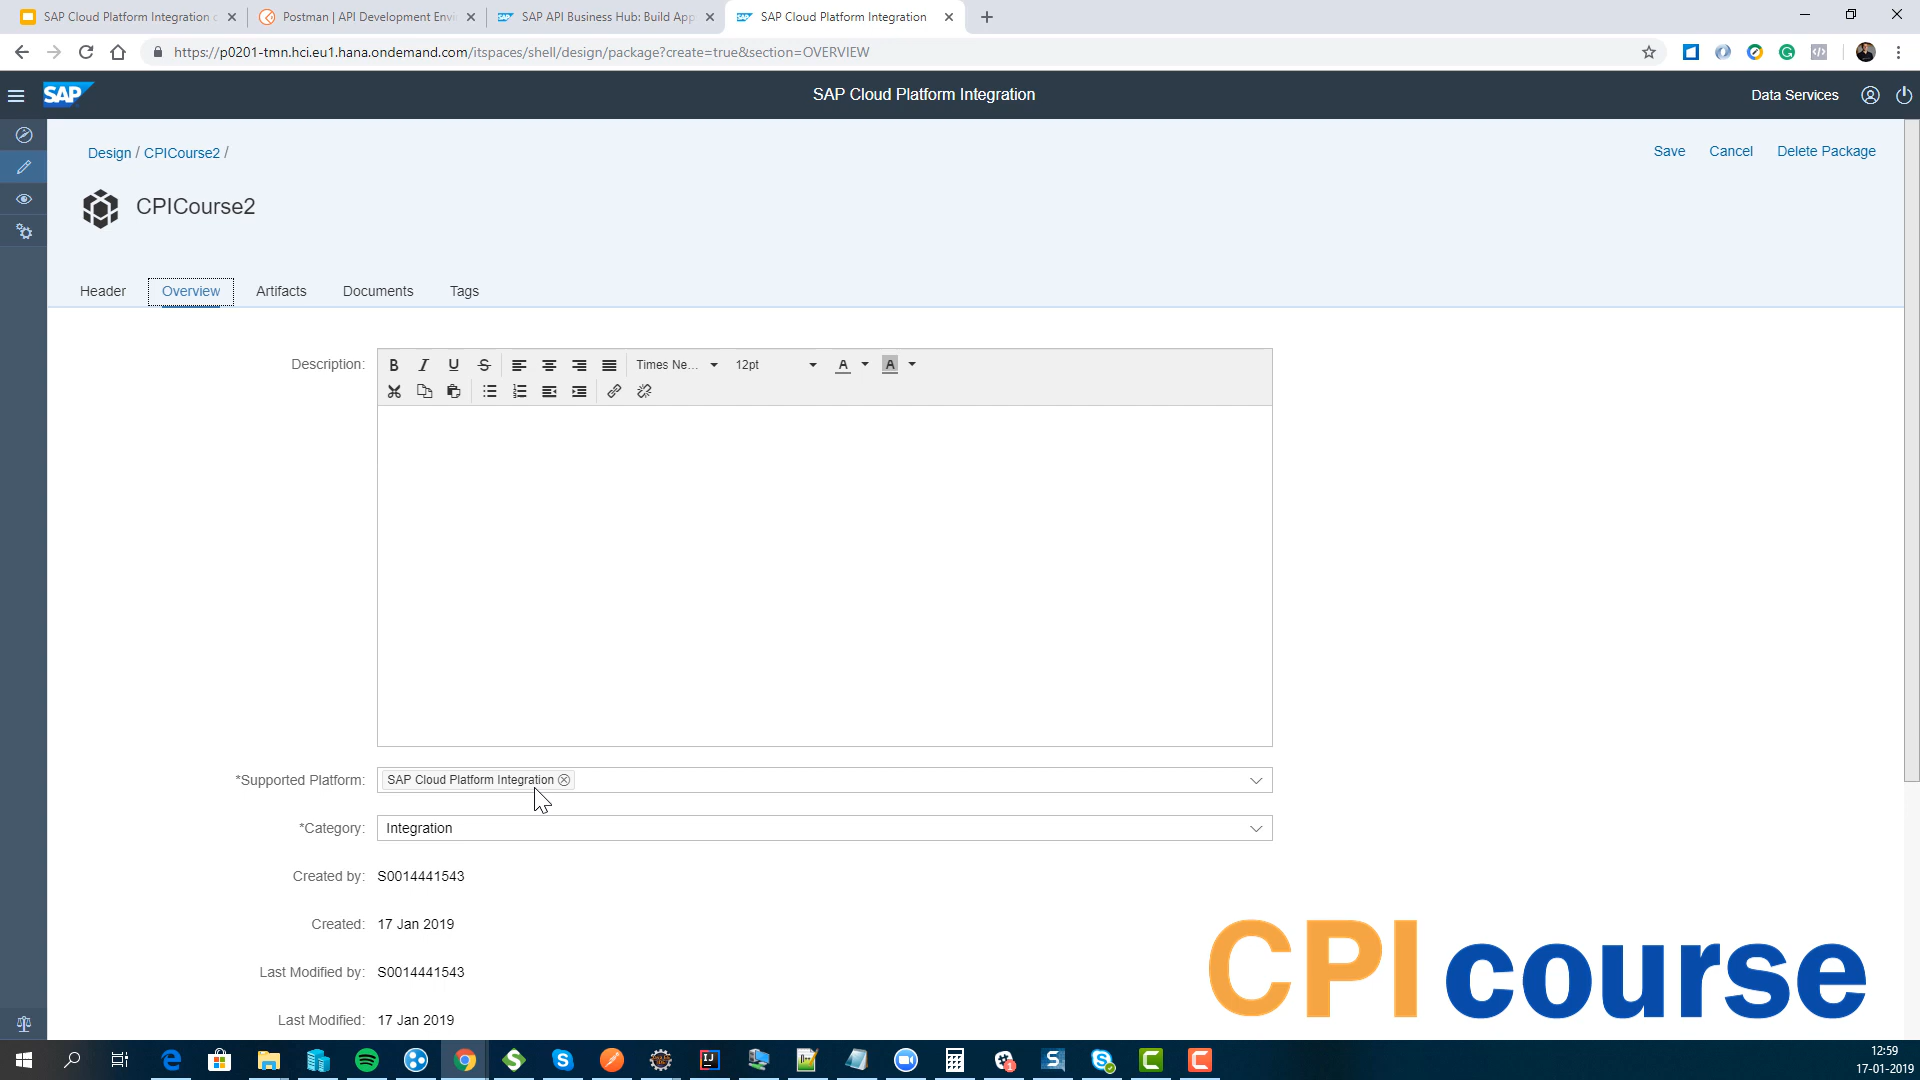 SAP Cloud Platform Integration c
Postman | API Development Envi
SAP API Business Hub: Build App
SAP Cloud Platform Integration
https://p0201-tmn.hci.eu1.hana.ondemand.com/itspaces/shell/design/package?create=true&section=OVERVIEW
SAP
SAP Cloud Platform Integration
Data Services
Design / CPICourse2 /
Save
Cancel
Delete Package
CPICourse2
Header
Overview
Artifacts
Documents
Tags
Description:
B I U S
Times Ne...
12pt
A
A
*Supported Platform:
SAP Cloud Platform Integration
*Category:
Integration
Created by:
S0014441543
Created:
17 Jan 2019
Last Modified by:
S0014441543
Last Modified:
17 Jan 2019
CPI course
12:59
17-01-2019